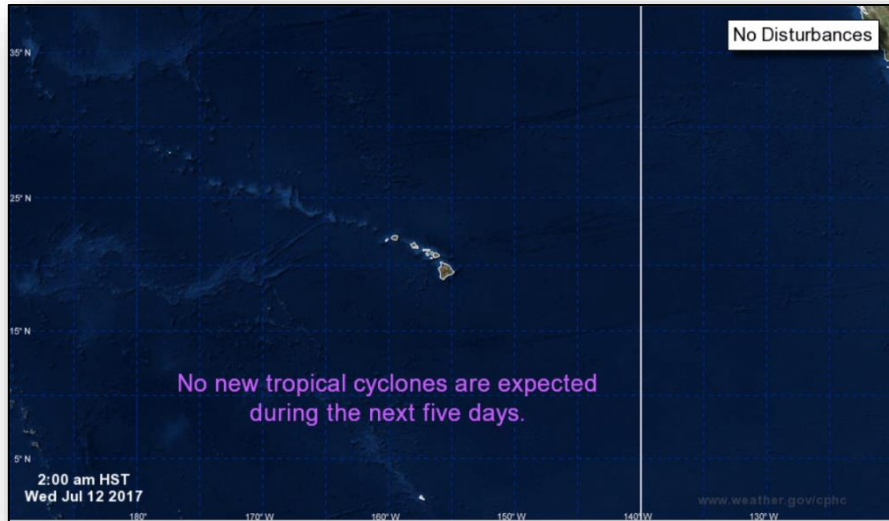 No Disturbances
35° N
25° N
15° N
5° N
No new tropical cyclones are expected
during the next five days.
2:00 am HST
Wed Jul 12 2017
www.weather.gov/cphc
180°
170° W
160° W
150° W
140° W
130° W